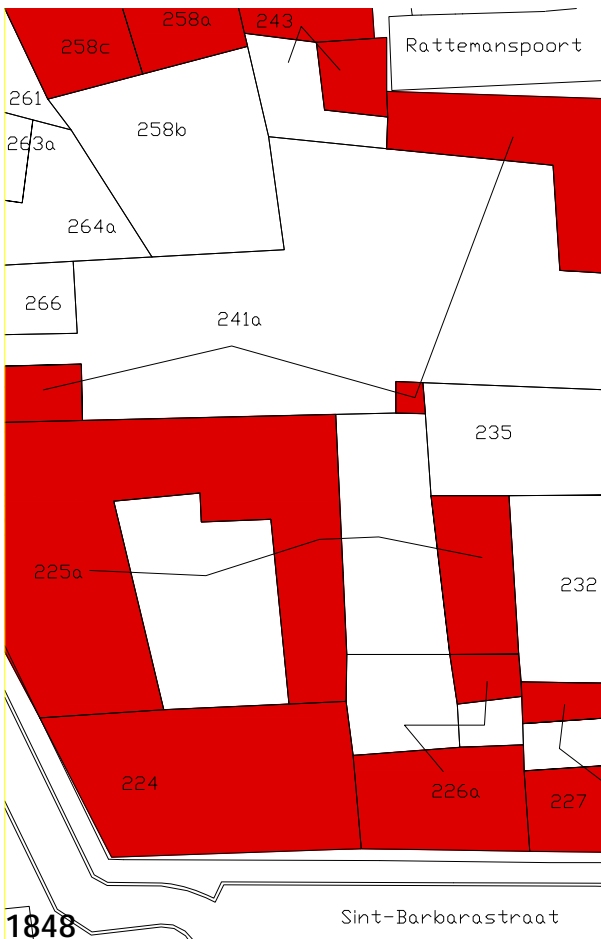 258a
243
258c
Rattemanspoort
261
258b
263a
264a
266
241a
235
225a
232
224
226a
227
Sint-Barbarastraat
1848